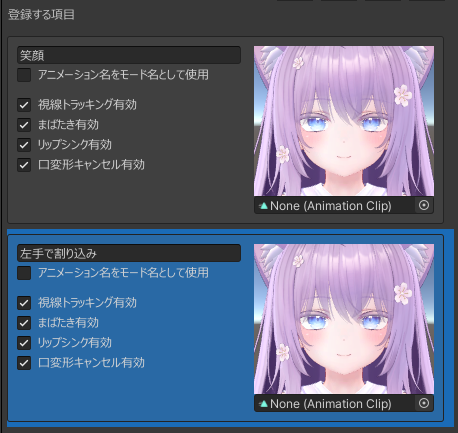 登録する項目
笑顔
アニメーション名をモード名として使用
視線トラッキング有効
まばたき有効
リップシンク有効
口変形キャンセル有効
None (Animation Clip)
左手で割り込み
アニメーション名をモード名として使用
視線トラッキング有効
まばたき有効
リップシンク有効
口変形キャンセル有効
None (Animation Clip)